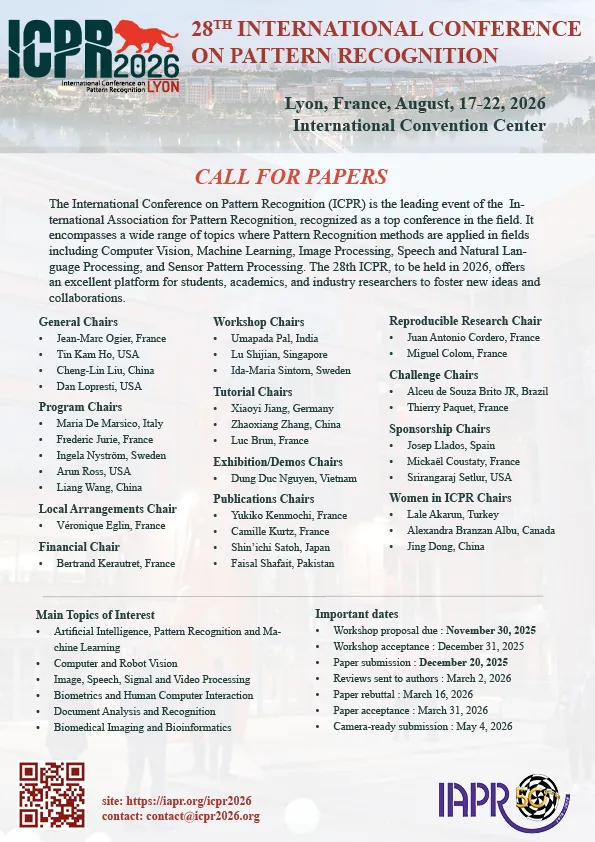 ICPR
2026
International Conference on
Pattern Recognition
LYON
28TH INTERNATIONAL CONFERENCE
ON PATTERN RECOGNITION
Lyon, France, August, 17-22, 2026
International Convention Center
CALL FOR PAPERS
The International Conference on Pattern Recognition (ICPR) is the leading event of the In-
ternational Association for Pattern Recognition, recognized as a top conference in the field. It
encompasses a wide range of topics where Pattern Recognition methods are applied in fields
including Computer Vision, Machine Learning, Image Processing, Speech and Natural Lan-
guage Processing, and Sensor Pattern Processing. The 28th ICPR, to be held in 2026, offers
an excellent platform for students, academics, and industry researchers to foster new ideas and
collaborations.
General Chairs
• Jean-Marc Ogier, France
• Tin Kam Ho, USA
• Cheng-Lin Liu, China
• Dan Lopresti, USA
Program Chairs
• Maria De Marsico, Italy
• Frederic Jurie, France
• Ingela Nyström, Sweden
• Arun Ross, USA
• Liang Wang, China
Local Arrangements Chair
• Véronique Eglin, France
Financial Chair
• Bertrand Kerautret, France
Workshop Chairs
• Umapada Pal, India
• Lu Shijian, Singapore
• Ida-Maria Sintorn, Sweden
Tutorial Chairs
• Xiaoyi Jiang, Germany
• Zhaoxiang Zhang, China
• Luc Brun, France
Exhibition/Demos Chairs
• Dung Duc Nguyen, Vietnam
Publications Chairs
• Yukiko Kenmochi, France
• Camille Kurtz, France
• Shin’ichi Satoh, Japan
• Faisal Shafait, Pakistan
Reproducible Research Chair
• Juan Antonio Cordero, France
• Miguel Colom, France
Challenge Chairs
• Alceu de Souza Brito JR, Brazil
• Thierry Paquet, France
Sponsorship Chairs
• Josep Llados, Spain
• Mickaël Coustaty, France
• Srirangaraj Setlur, USA
Women in ICPR Chairs
• Lale Akarun, Turkey
• Alexandra Branzan Albu, Canada
• Jing Dong, China
Main Topics of Interest
• Artificial Intelligence, Pattern Recognition and Ma-
chine Learning
• Computer and Robot Vision
• Image, Speech, Signal and Video Processing
• Biometrics and Human Computer Interaction
• Document Analysis and Recognition
• Biomedical Imaging and Bioinformatics
Important dates
• Workshop proposal due : November 30, 2025
• Workshop acceptance : December 31, 2025
• Paper submission : December 20, 2025
• Reviews sent to authors : March 2, 2026
• Paper rebuttal : March 16, 2026
• Paper acceptance : March 31, 2026
• Camera-ready submission : May 4, 2026
site: https://iapr.org/icpr2026
contact: contact@icpr2026.org
IAPR